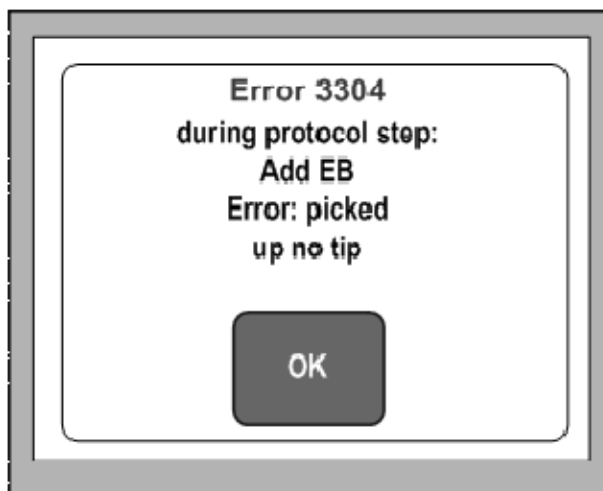 Error 3304
during protocol step:
Add EB
Error: picked
up no tip
OK